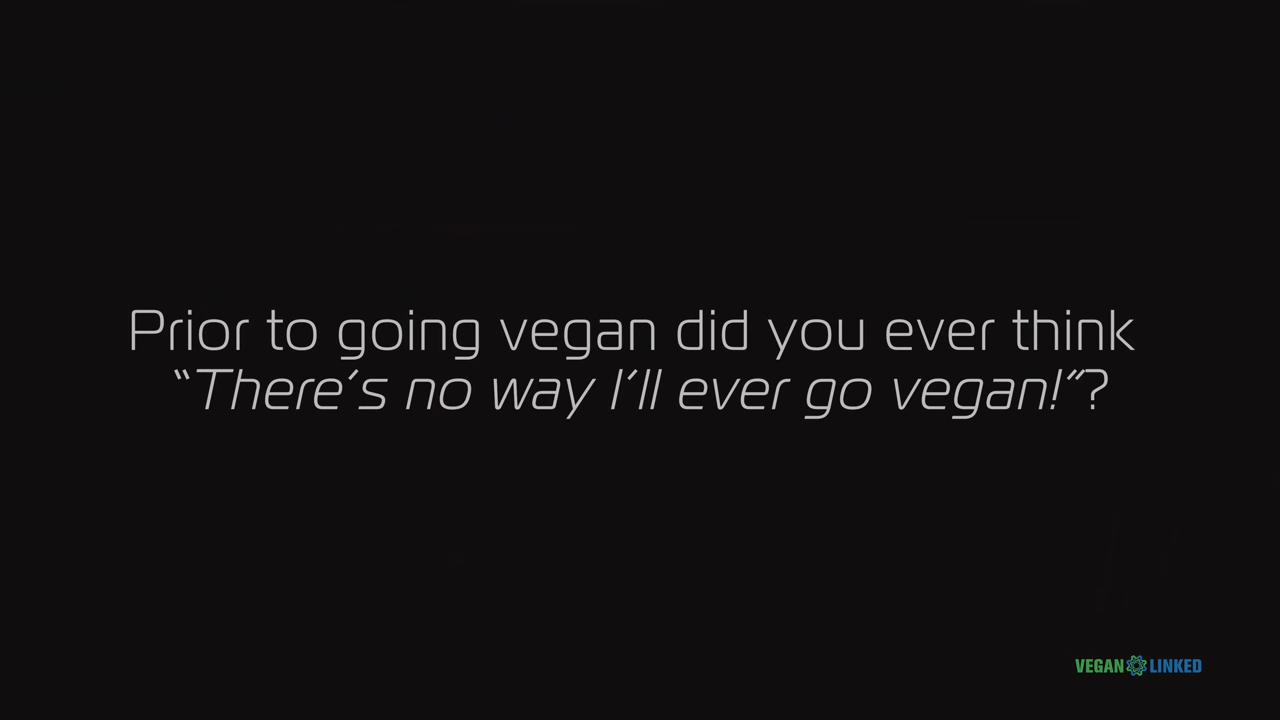 Prior to going vegan did you ever think
“There’s no way I’ll ever go vegan!”?
VEGAN LINKED